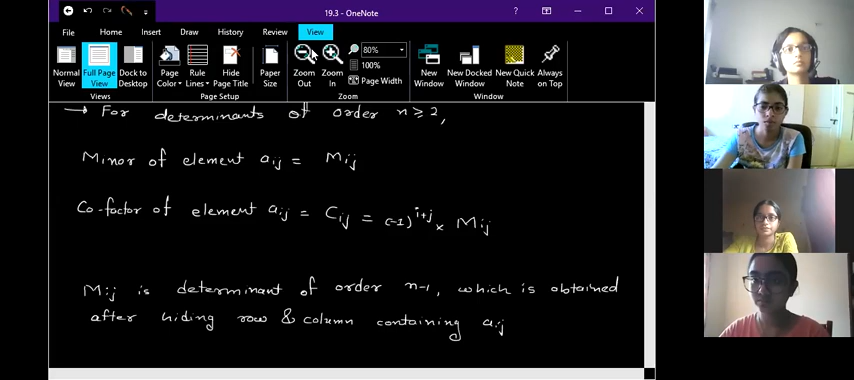 19.3 - OneNote
File Home Insert Draw History Review View
Normal View
Full Page View
Dock to Desktop
Page Color
Rule Lines
Hide Page Title
Paper Size
Zoom Out
Zoom In
80%
100%
Page Width
New Window
New Docked Window
New Quick Note
Always on Top
Views Page Setup Zoom Window
→ For determinants of order n ≥ 2,
Minor of element aij = Mij
Co-factor of element aij = Cij = (-1)^i+j × Mij
Mij is determinant of order n-1, which is obtained
after hiding row & column containing aij